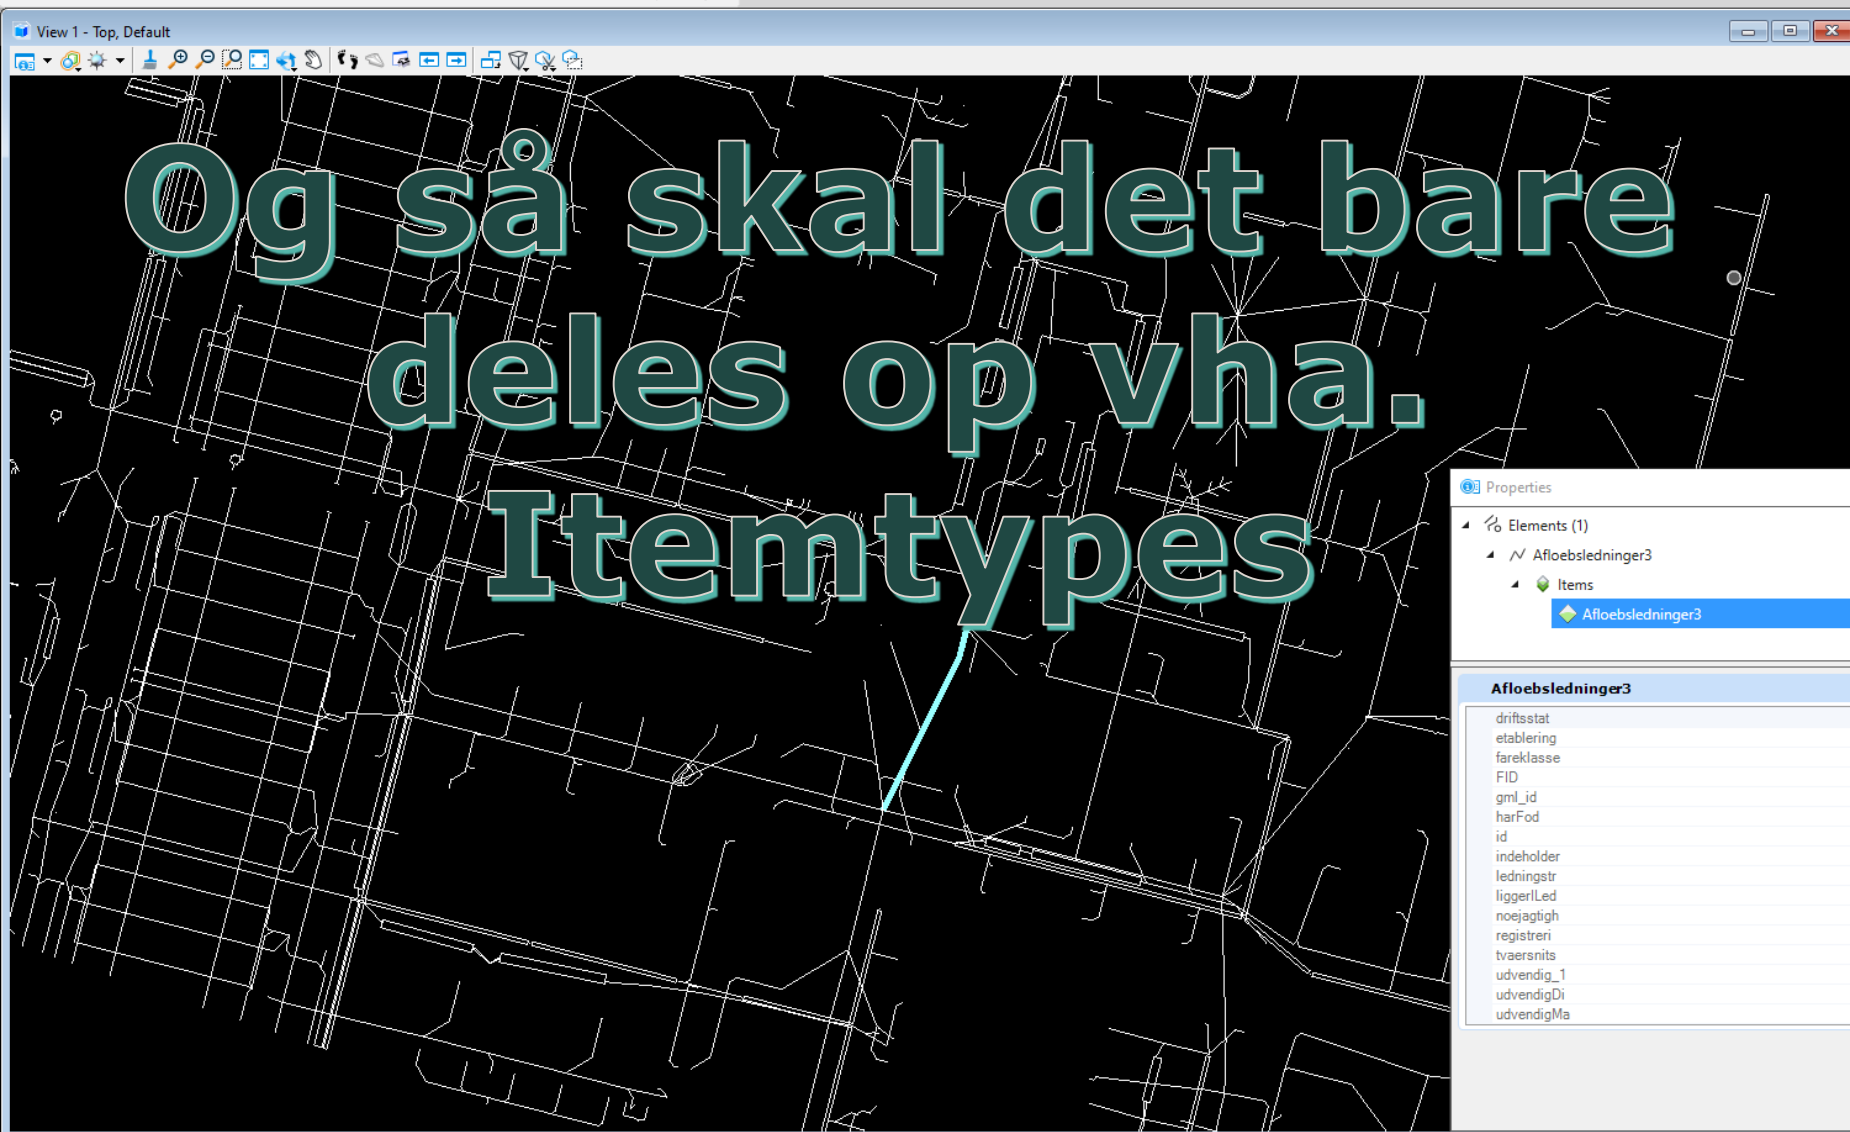 View 1 - Top, Default
Og så skal det bare
deles op vha.
Itemtypes
Properties
Elements (1)
Afloebsledninger3
Items
Afloebsledninger3
Afloebsledninger3
driftsstat
etablering
fareklasse
FID
gml_id
harFod
id
indeholder
ledningstr
liggerILed
noejagtigh
registreri
tvaersnits
udvendig_1
udvendigDi
udvendigMa